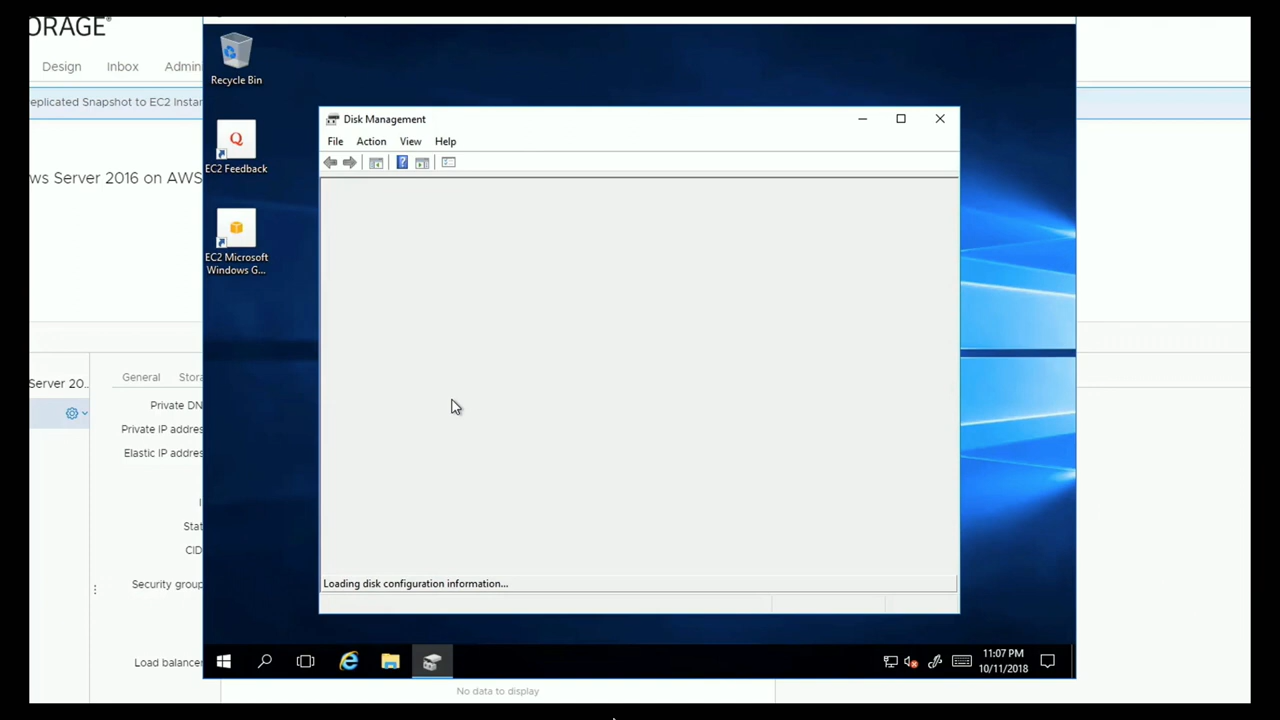 ORAGE®
Design Inbox Admin
eplicated Snapshot to EC2 Instan
ws Server 2016 on AWS
Server 20..
General Stora
Private DN
Private IP addres
Elastic IP addres
I
Stat
CID
Security group
Load balancer
No data to display
Recycle Bin
EC2 Feedback
EC2 Microsoft
Windows G...
Disk Management
File Action View Help
Loading disk configuration information...
11:07 PM
10/11/2018